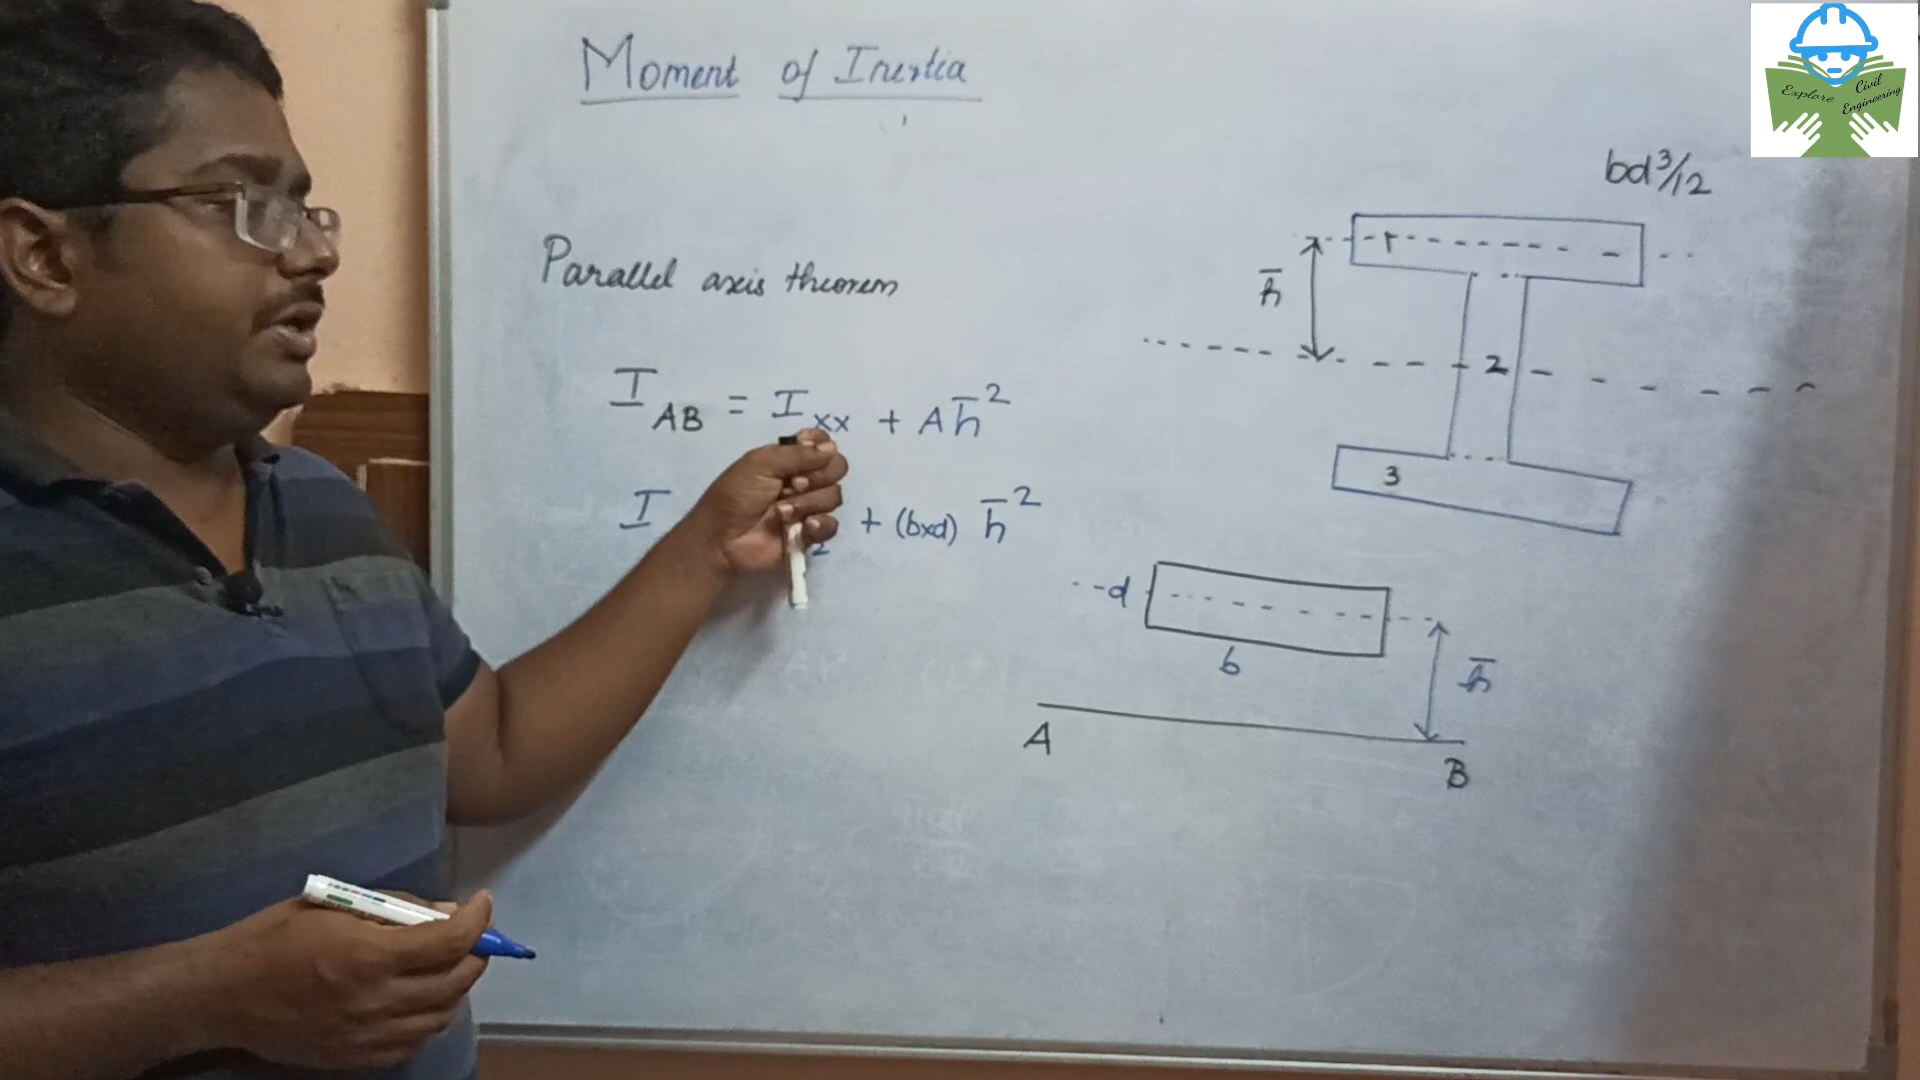 Moment of Inertia
Explore Civil Engineering
bd³/12
Parallel axis theorem
1
h̄
2
I_AB = I_xx + Ah̄²
3
I 2 + (bxd) h̄²
d
b
h̄
A
B